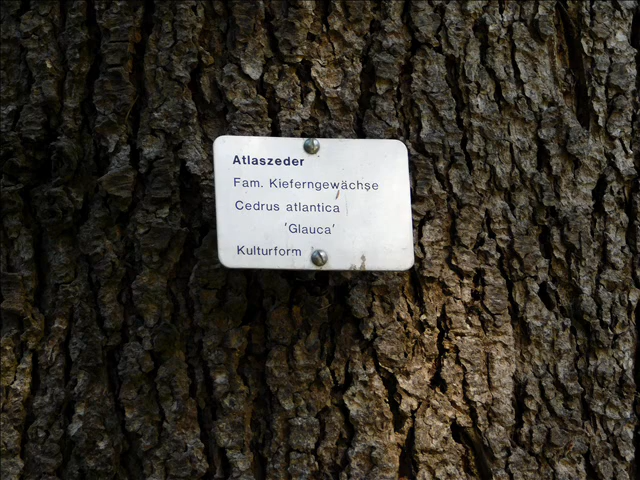 Atlaszeder
Fam. Kieferngewächse
Cedrus atlantica
'Glauca'
Kulturform